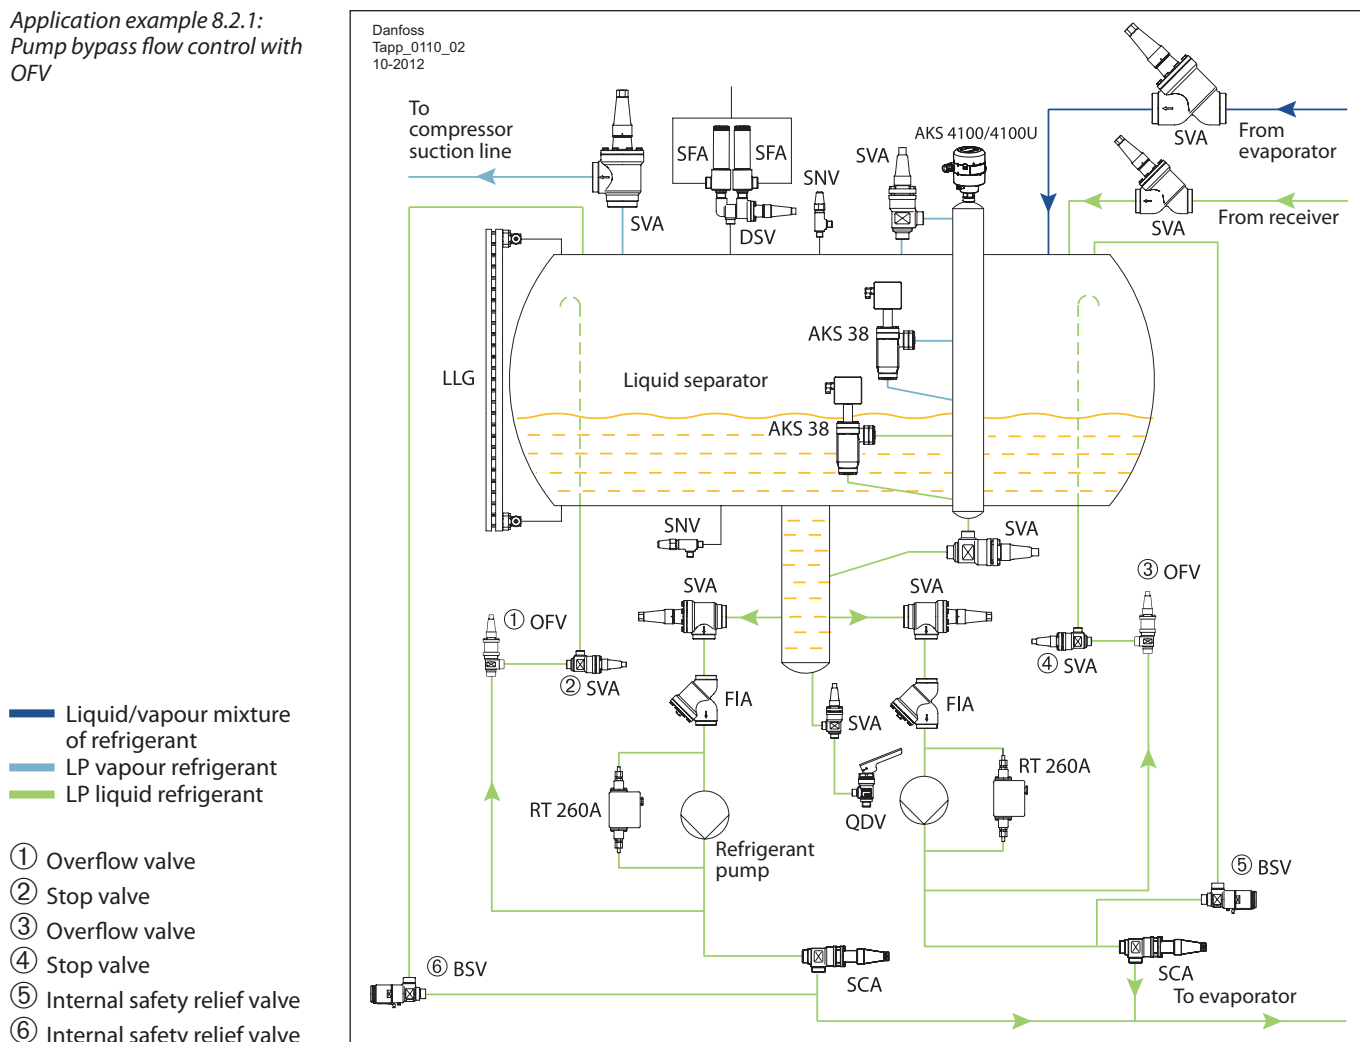 Application example 8.2.1:
Pump bypass flow control with
OFV
Danfoss
Tapp_0110_02
10-2012
To
compressor
suction line
SVA
SFA
SFA
DSV
SNV
SVA
AKS 4100/4100U
SVA
From
evaporator
SVA
From receiver
LLG
Liquid separator
AKS 38
AKS 38
SNV
SVA
SVA
SVA
① OFV
② SVA
③ OFV
④ SVA
FIA
SVA
FIA
RT 260A
QDV
RT 260A
Refrigerant
pump
⑤ BSV
⑥ BSV
SCA
SCA
To evaporator
Liquid/vapour mixture
of refrigerant
LP vapour refrigerant
LP liquid refrigerant
① Overflow valve
② Stop valve
③ Overflow valve
④ Stop valve
⑤ Internal safety relief valve
⑥ Internal safety relief valve